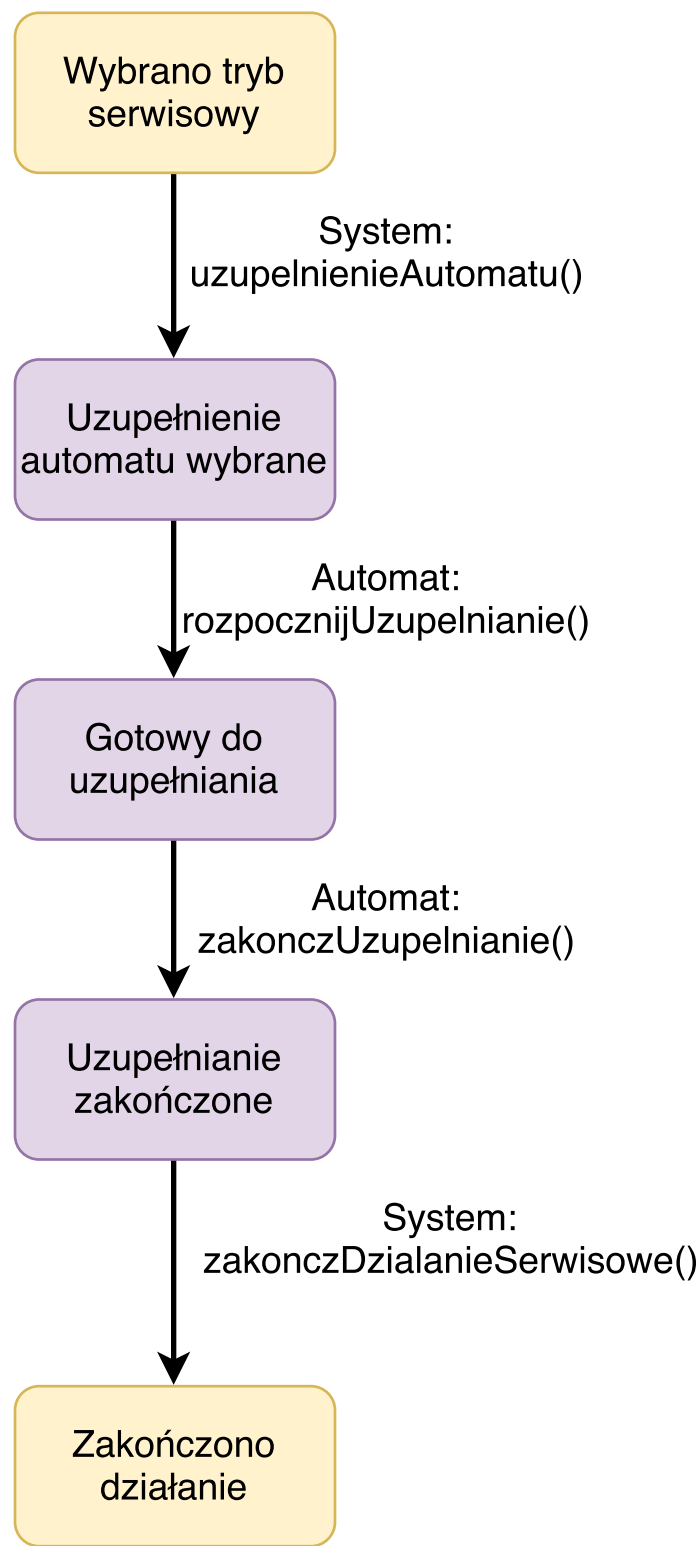 Wybrano tryb
serwisowy
System:
uzupelnienieAutomatu()
Uzupełnienie
automatu wybrane
Automat:
rozpocznijUzupelnianie()
Gotowy do
uzupełniania
Automat:
zakonczUzupelnianie()
Uzupełnianie
zakończone
System:
zakonczDzialanieSerwisowe()
Zakończono
działanie